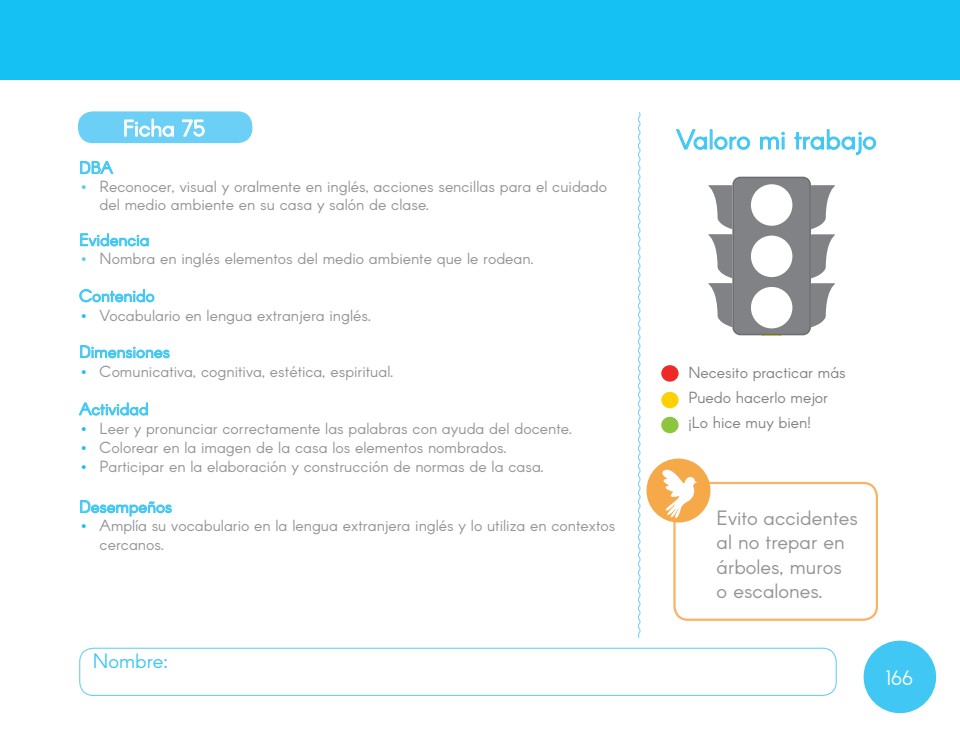 Ficha 75
DBA
• Reconocer, visual y oralmente en inglés, acciones sencillas para el cuidado
del medio ambiente en su casa y salón de clase.
Evidencia
• Nombra en inglés elementos del medio ambiente que le rodean.
Contenido
• Vocabulario en lengua extranjera inglés.
Dimensiones
• Comunicativa, cognitiva, estética, espiritual.
Actividad
• Leer y pronunciar correctamente las palabras con ayuda del docente.
• Colorear en la imagen de la casa los elementos nombrados.
• Participar en la elaboración y construcción de normas de la casa.
Desempeños
• Amplía su vocabulario en la lengua extranjera inglés y lo utiliza en contextos
cercanos.
Valoro mi trabajo
Necesito practicar más
Puedo hacerlo mejor
¡Lo hice muy bien!
Evito accidentes
al no trepar en
árboles, muros
o escalones.
Nombre:
166